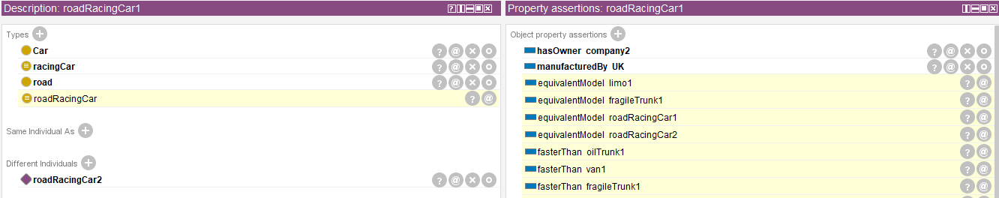 Description: roadRacingCar1
Types
Car
racingCar
road
roadRacingCar
Same Individual As
Different Individuals
roadRacingCar2
Property assertions: roadRacingCar1
Object property assertions
hasOwner company2
manufacturedBy UK
equivalentModel limo1
equivalentModel fragileTrunk1
equivalentModel roadRacingCar1
equivalentModel roadRacingCar2
fasterThan oilTrunk1
fasterThan van1
fasterThan fragileTrunk1